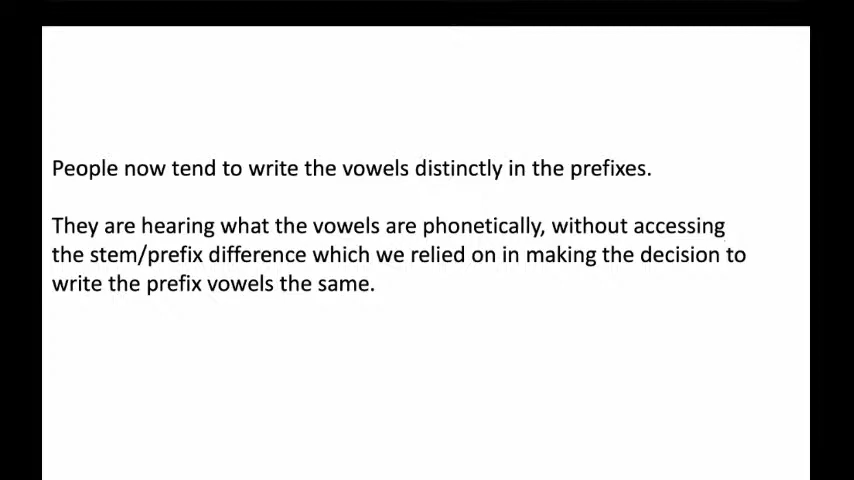 People now tend to write the vowels distinctly in the prefixes.
They are hearing what the vowels are phonetically, without accessing
the stem/prefix difference which we relied on in making the decision to
write the prefix vowels the same.